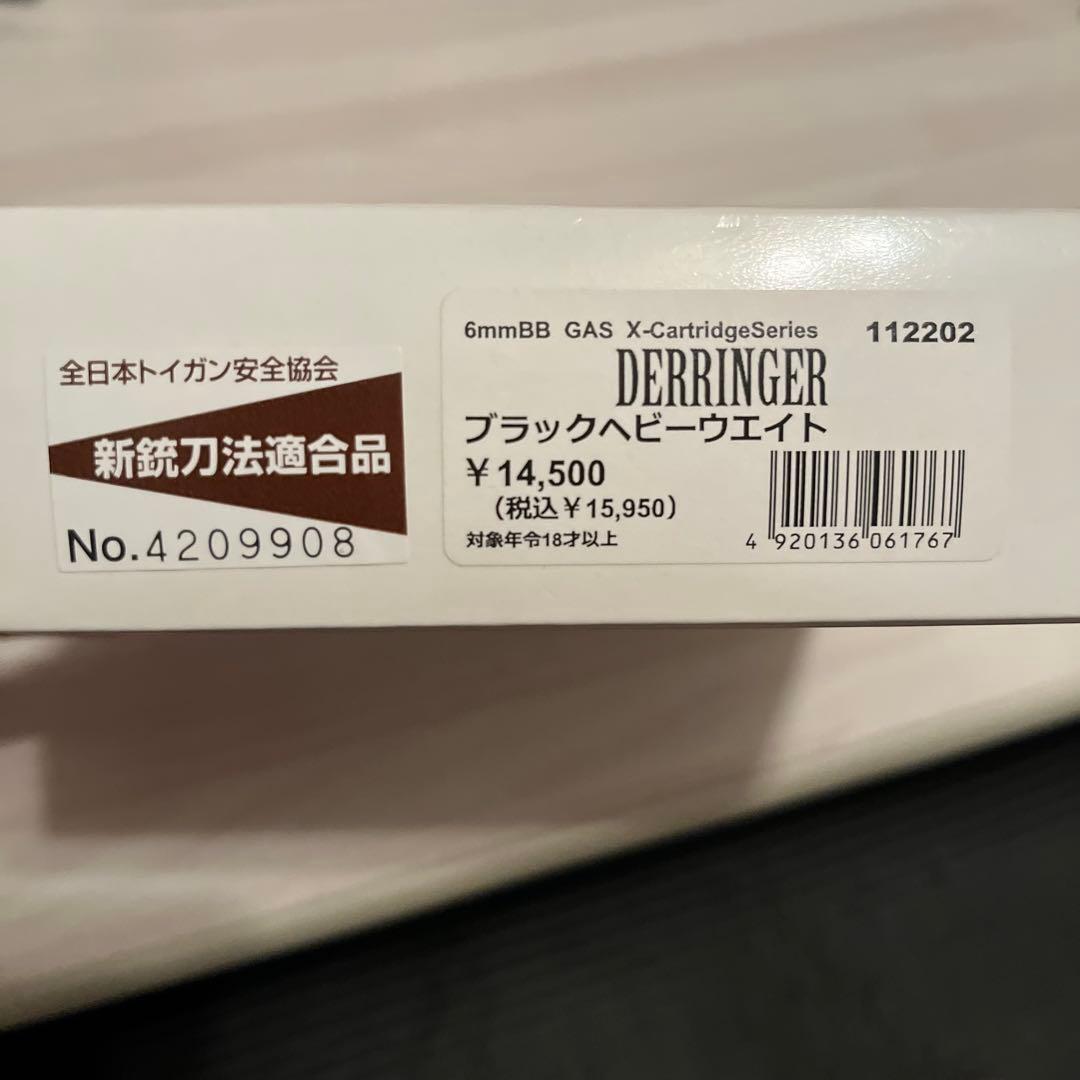 全日本トイガン安全協会
新銃刀法適合品
No.4209908
6mmBB GAS X-CartridgeSeries 112202
DERRINGER
ブラックヘビーウエイト
￥14,500
（税込￥15,950）
対象年令18才以上
4 920136 061767